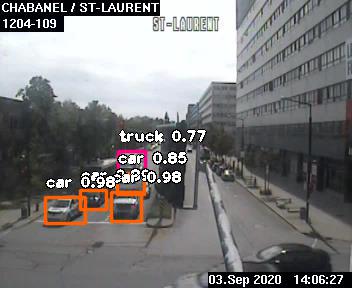 CHABANEL / ST-LAURENT
1204-109
ST-LAURENT
truck 0.77
car 0.85
car 0.98
0.98
03.Sep 2020 14:06:27